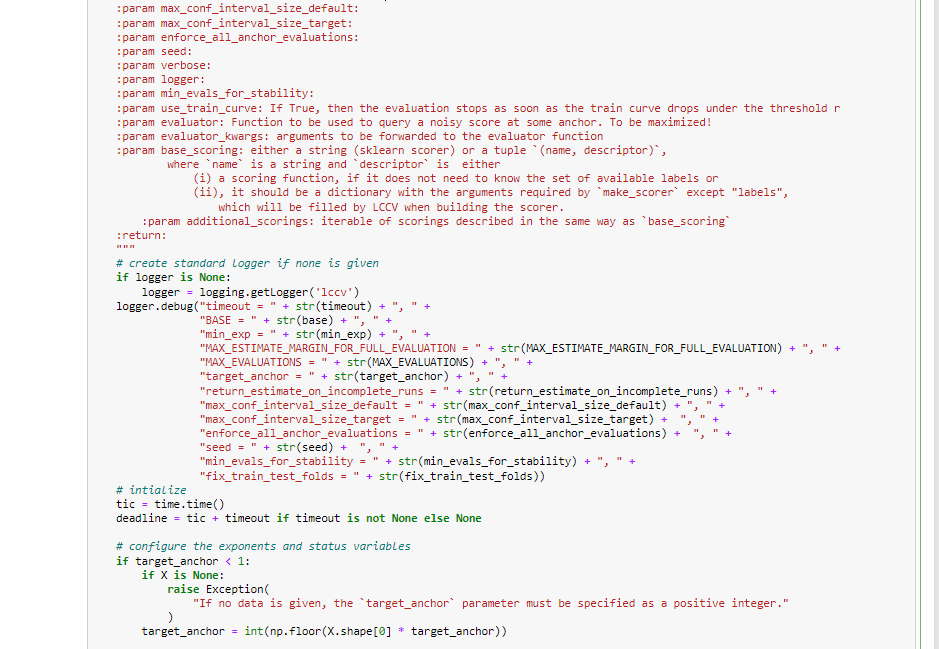 :param max_conf_interval_size_default:
:param max_conf_interval_size_target:
:param enforce_all_anchor_evaluations:
:param seed:
:param verbose:
:param logger:
:param min_evals_for_stability:
:param use_train_curve: If True, then the evaluation stops as soon as the train curve drops under the threshold r
:param evaluator: Function to be used to query a noisy score at some anchor. To be maximized!
:param evaluator_kwargs: arguments to be forwarded to the evaluator function
:param base_scoring: either a string (sklearn scorer) or a tuple `(name, descriptor)`,
        where `name` is a string and `descriptor` is  either
            (i) a scoring function, if it does not need to know the set of available labels or
            (ii), it should be a dictionary with the arguments required by `make_scorer` except "labels",
                which will be filled by LCCV when building the scorer.
    :param additional_scorings: iterable of scorings described in the same way as `base_scoring`
:return:
"""
# create standard logger if none is given
if logger is None:
    logger = logging.getLogger('lccv')
logger.debug("timeout = " + str(timeout) + ", " +
             "BASE = " + str(base) + ", " +
             "min_exp = " + str(min_exp) + ", " +
             "MAX_ESTIMATE_MARGIN_FOR_FULL_EVALUATION = " + str(MAX_ESTIMATE_MARGIN_FOR_FULL_EVALUATION) + ", " +
             "MAX_EVALUATIONS = " + str(MAX_EVALUATIONS) + ", " +
             "target_anchor = " + str(target_anchor) + ", " +
             "return_estimate_on_incomplete_runs = " + str(return_estimate_on_incomplete_runs) + ", " +
             "max_conf_interval_size_default = " + str(max_conf_interval_size_default) + ", " +
             "max_conf_interval_size_target = " + str(max_conf_interval_size_target) +  ", " +
             "enforce_all_anchor_evaluations = " + str(enforce_all_anchor_evaluations) +  ", " +
             "seed = " + str(seed) +  ", " +
             "min_evals_for_stability = " + str(min_evals_for_stability) + ", " +
             "fix_train_test_folds = " + str(fix_train_test_folds))
# intialize
tic = time.time()
deadline = tic + timeout if timeout is not None else None

# configure the exponents and status variables
if target_anchor < 1:
    if X is None:
        raise Exception(
            "If no data is given, the `target_anchor` parameter must be specified as a positive integer."
        )
    target_anchor = int(np.floor(X.shape[0] * target_anchor))